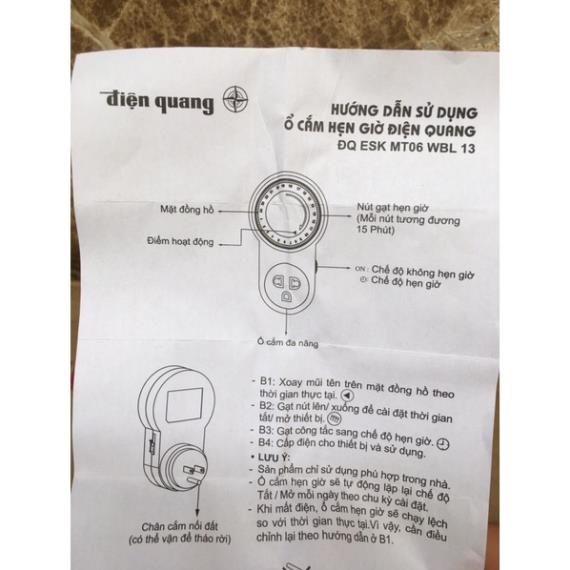 điện quang
HƯỚNG DẪN SỬ DỤNG
Ổ CẮM HẸN GIỜ ĐIỆN QUANG
ĐQ ESK MT06 WBL 13
Mặt đồng hồ
Nút gạt hẹn giờ
(Mỗi nút tương đương
15 Phút)
Điểm hoạt động
ON : Chế độ không hẹn giờ
: Chế độ hẹn giờ
Ổ cắm đa năng
- B1: Xoay mũi tên trên mặt đồng hồ theo
thời gian thực tại.
- B2: Gạt nút lên/ xuống để cài đặt thời gian
tắt/ mở thiết bị.
- B3: Gạt công tắc sang chế độ hẹn giờ.
- B4: Cấp điện cho thiết bị và sử dụng.
• LƯU Ý:
- Sản phẩm chỉ sử dụng phù hợp trong nhà.
- Ổ cắm hẹn giờ sẽ tự động lập lại chế độ
Tắt / Mở mỗi ngày theo chu kỳ cài đặt.
- Khi mất điện, ổ cắm hẹn giờ sẽ chạy lệch
so với thời gian thực tại.Vì vậy, cần điều
chỉnh lại theo hướng dẫn ở B1.
Chân cắm nối đất
(có thể vặn để tháo rời)